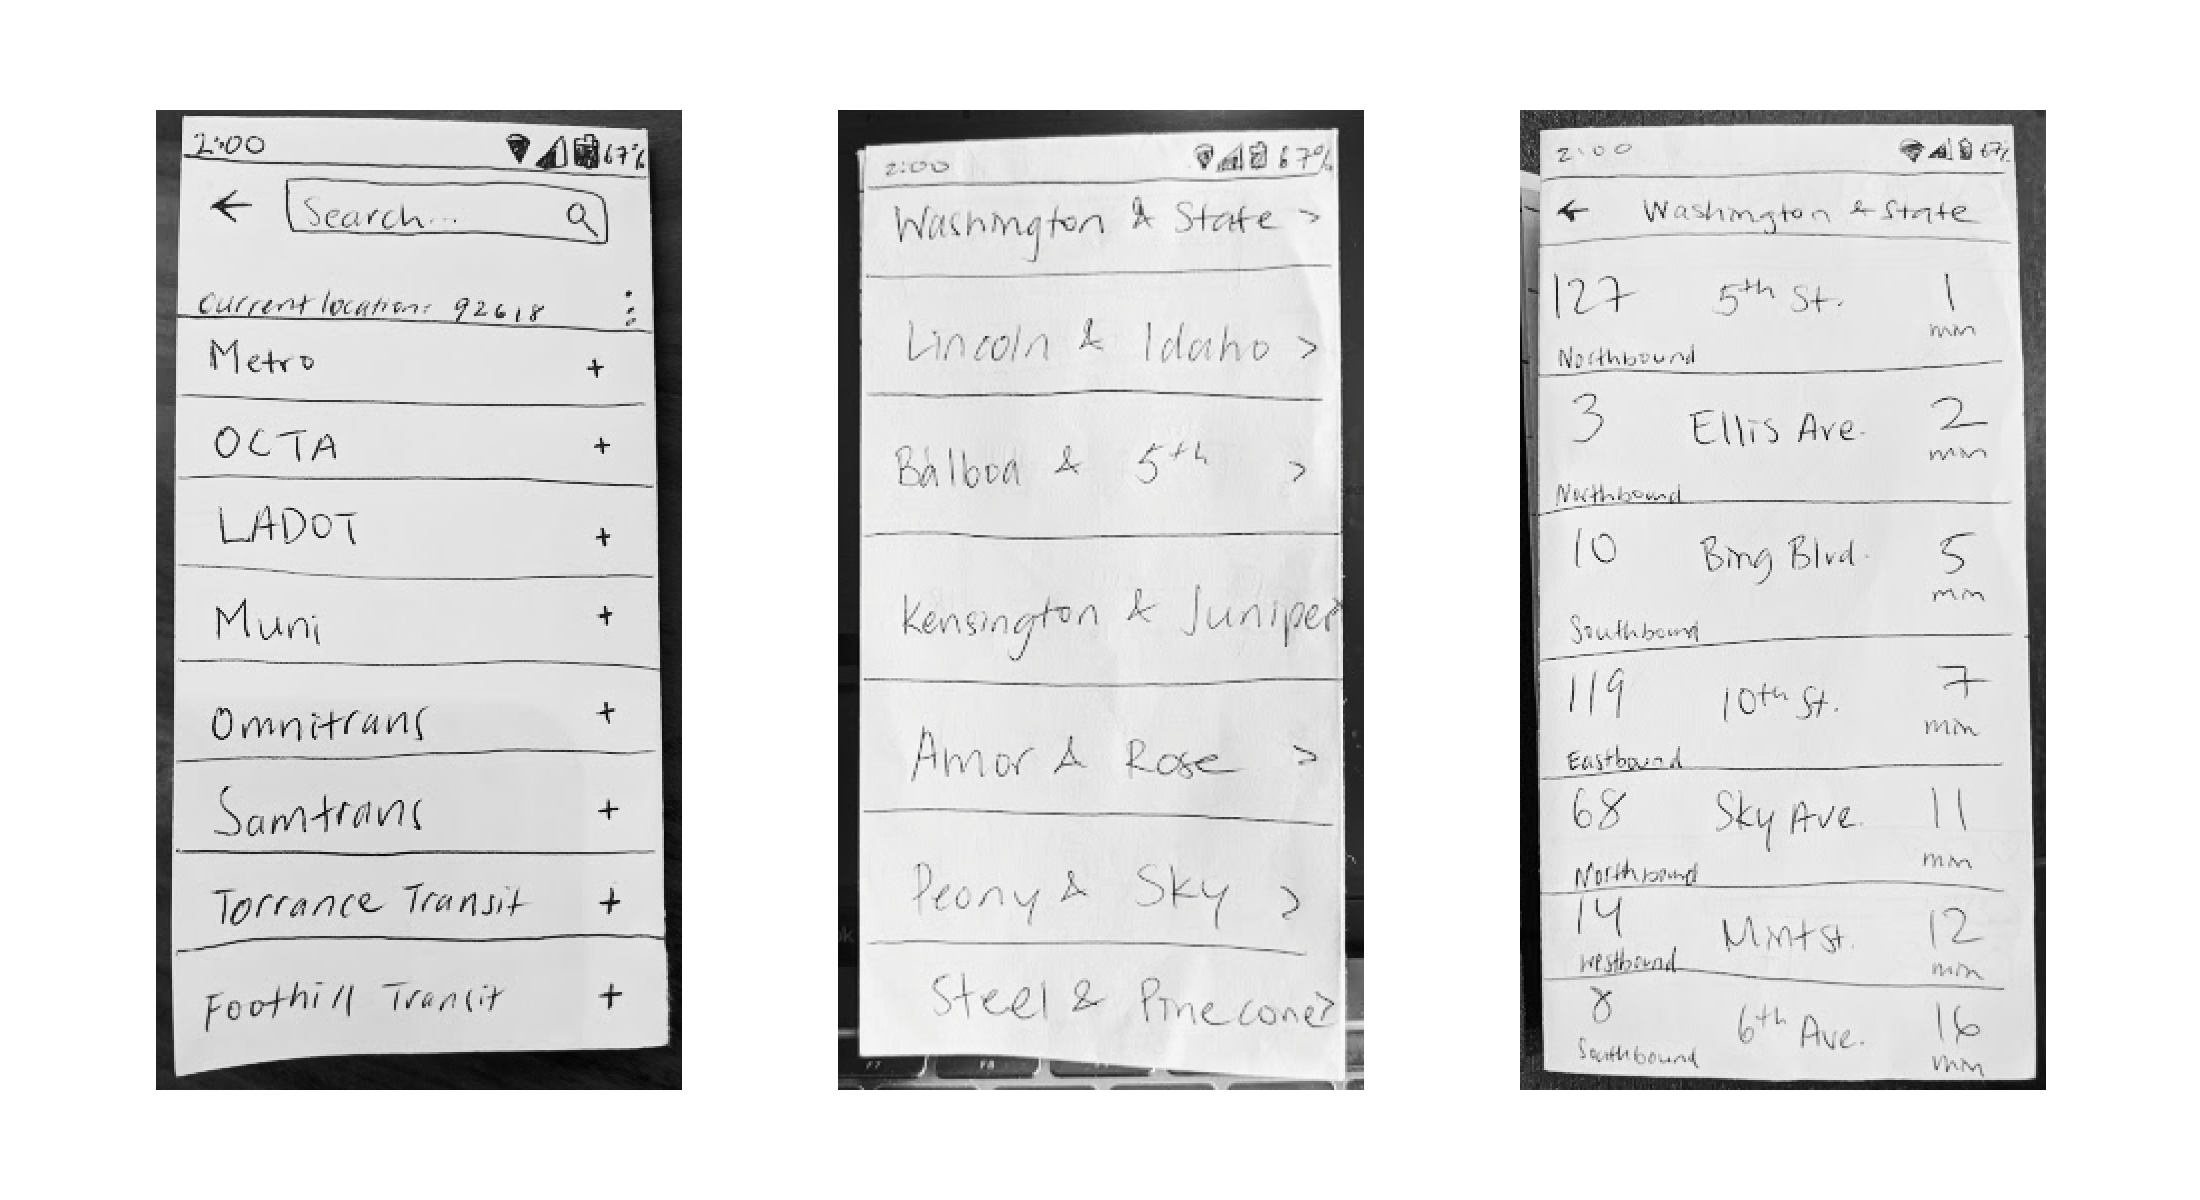 2:00 67%
Search...
current location: 92618
Metro +
OCTA +
LADOT +
Muni +
Omnitrans +
Samtrans +
Torrance Transit +
Foothill Transit +
2:00 67%
Washington & State >
Lincoln & Idaho >
Balboa & 5th >
Kensington & Juniper >
Amor & Rose >
Peony & Sky >
Steel & Pinecone >
F7 F8
2:00 67%
Washington & State
127 5th St. 1
min
Northbound
3 Ellis Ave. 2
min
Northbound
10 Bing Blvd. 5
min
Southbound
119 10th St. 7
min
Eastbound
68 Sky Ave. 11
min
Northbound
14 Mint St. 12
Westbound min
8 6th Ave. 16
Southbound min